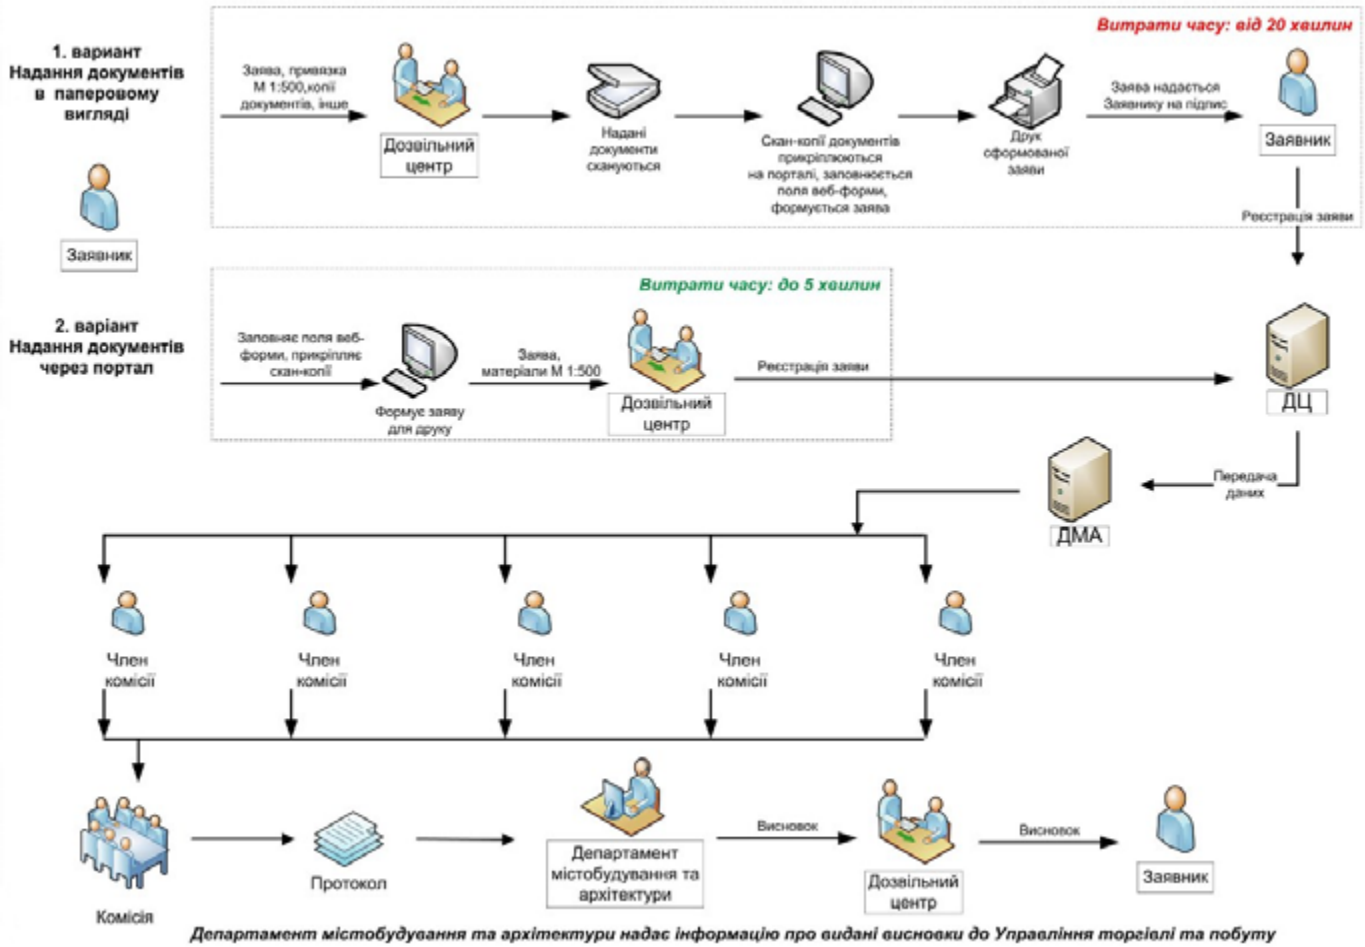 1. вариант
Надання документів
в паперовому
вигляді
Заявник
Витрати часу: від 20 хвилин
Заява, привязка
М 1:500,копії
документів, інше
Дозвільний
центр
Надані
документи
скануються
Скан-копії документів
прикріплюються
на порталі, заповнюється
поля веб-форми,
формується заява
Друк
сформованої
заяви
Заява надається
Заявнику на підпис
Заявник
Реєстрація заяви
2. варіант
Надання документів
через портал
Витрати часу: до 5 хвилин
Заповняє поля веб-
форми, прикріпляє
скан-копії
Формує заяву
для друку
Заява,
матеріали М 1:500
Дозвільний
центр
Реєстрація заяви
ДЦ
Передача
даних
ДМА
Член
комісії
Член
комісії
Член
комісії
Член
комісії
Член
комісії
Комісія
Протокол
Департамент
містобудування та
архітектури
Висновок
Дозвільний
центр
Висновок
Заявник
Департамент містобудування та архітектури надає інформацію про видані висновки до Управління торгівлі та побуту